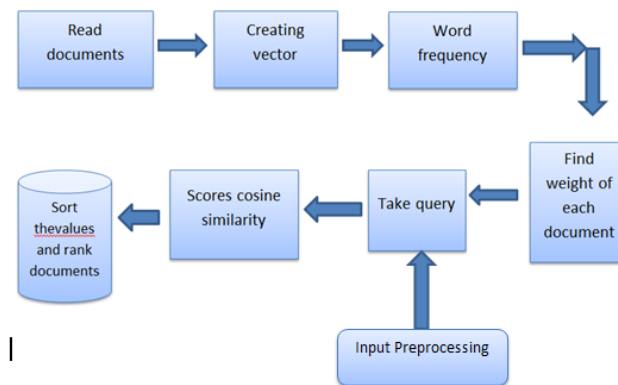 Read
documents
Creating
vector
Word
frequency
Find
weight of
each
document
Take query
Scores cosine
similarity
Sort
thevalues
and rank
documents
Input Preprocessing